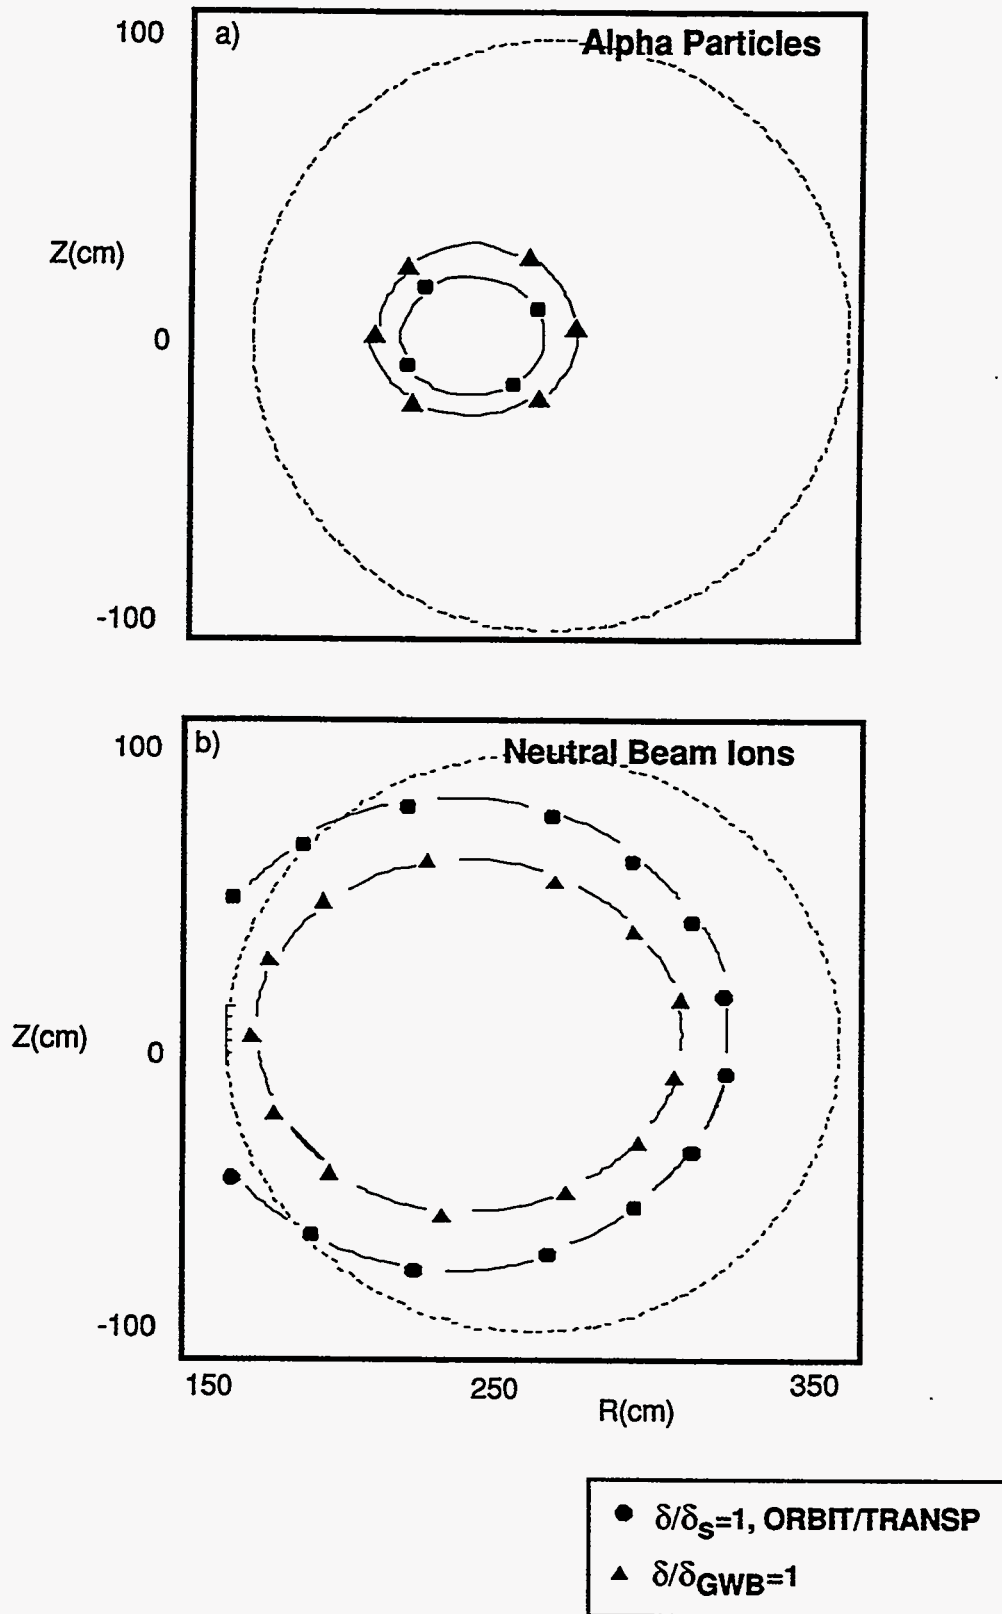 100
a)
Alpha Particles
Z(cm)
0
-100
100
b)
Neutral Beam Ions
Z(cm)
0
-100
150
250
350
R(cm)
δ/δs=1, ORBIT/TRANSP
δ/δGWB=1